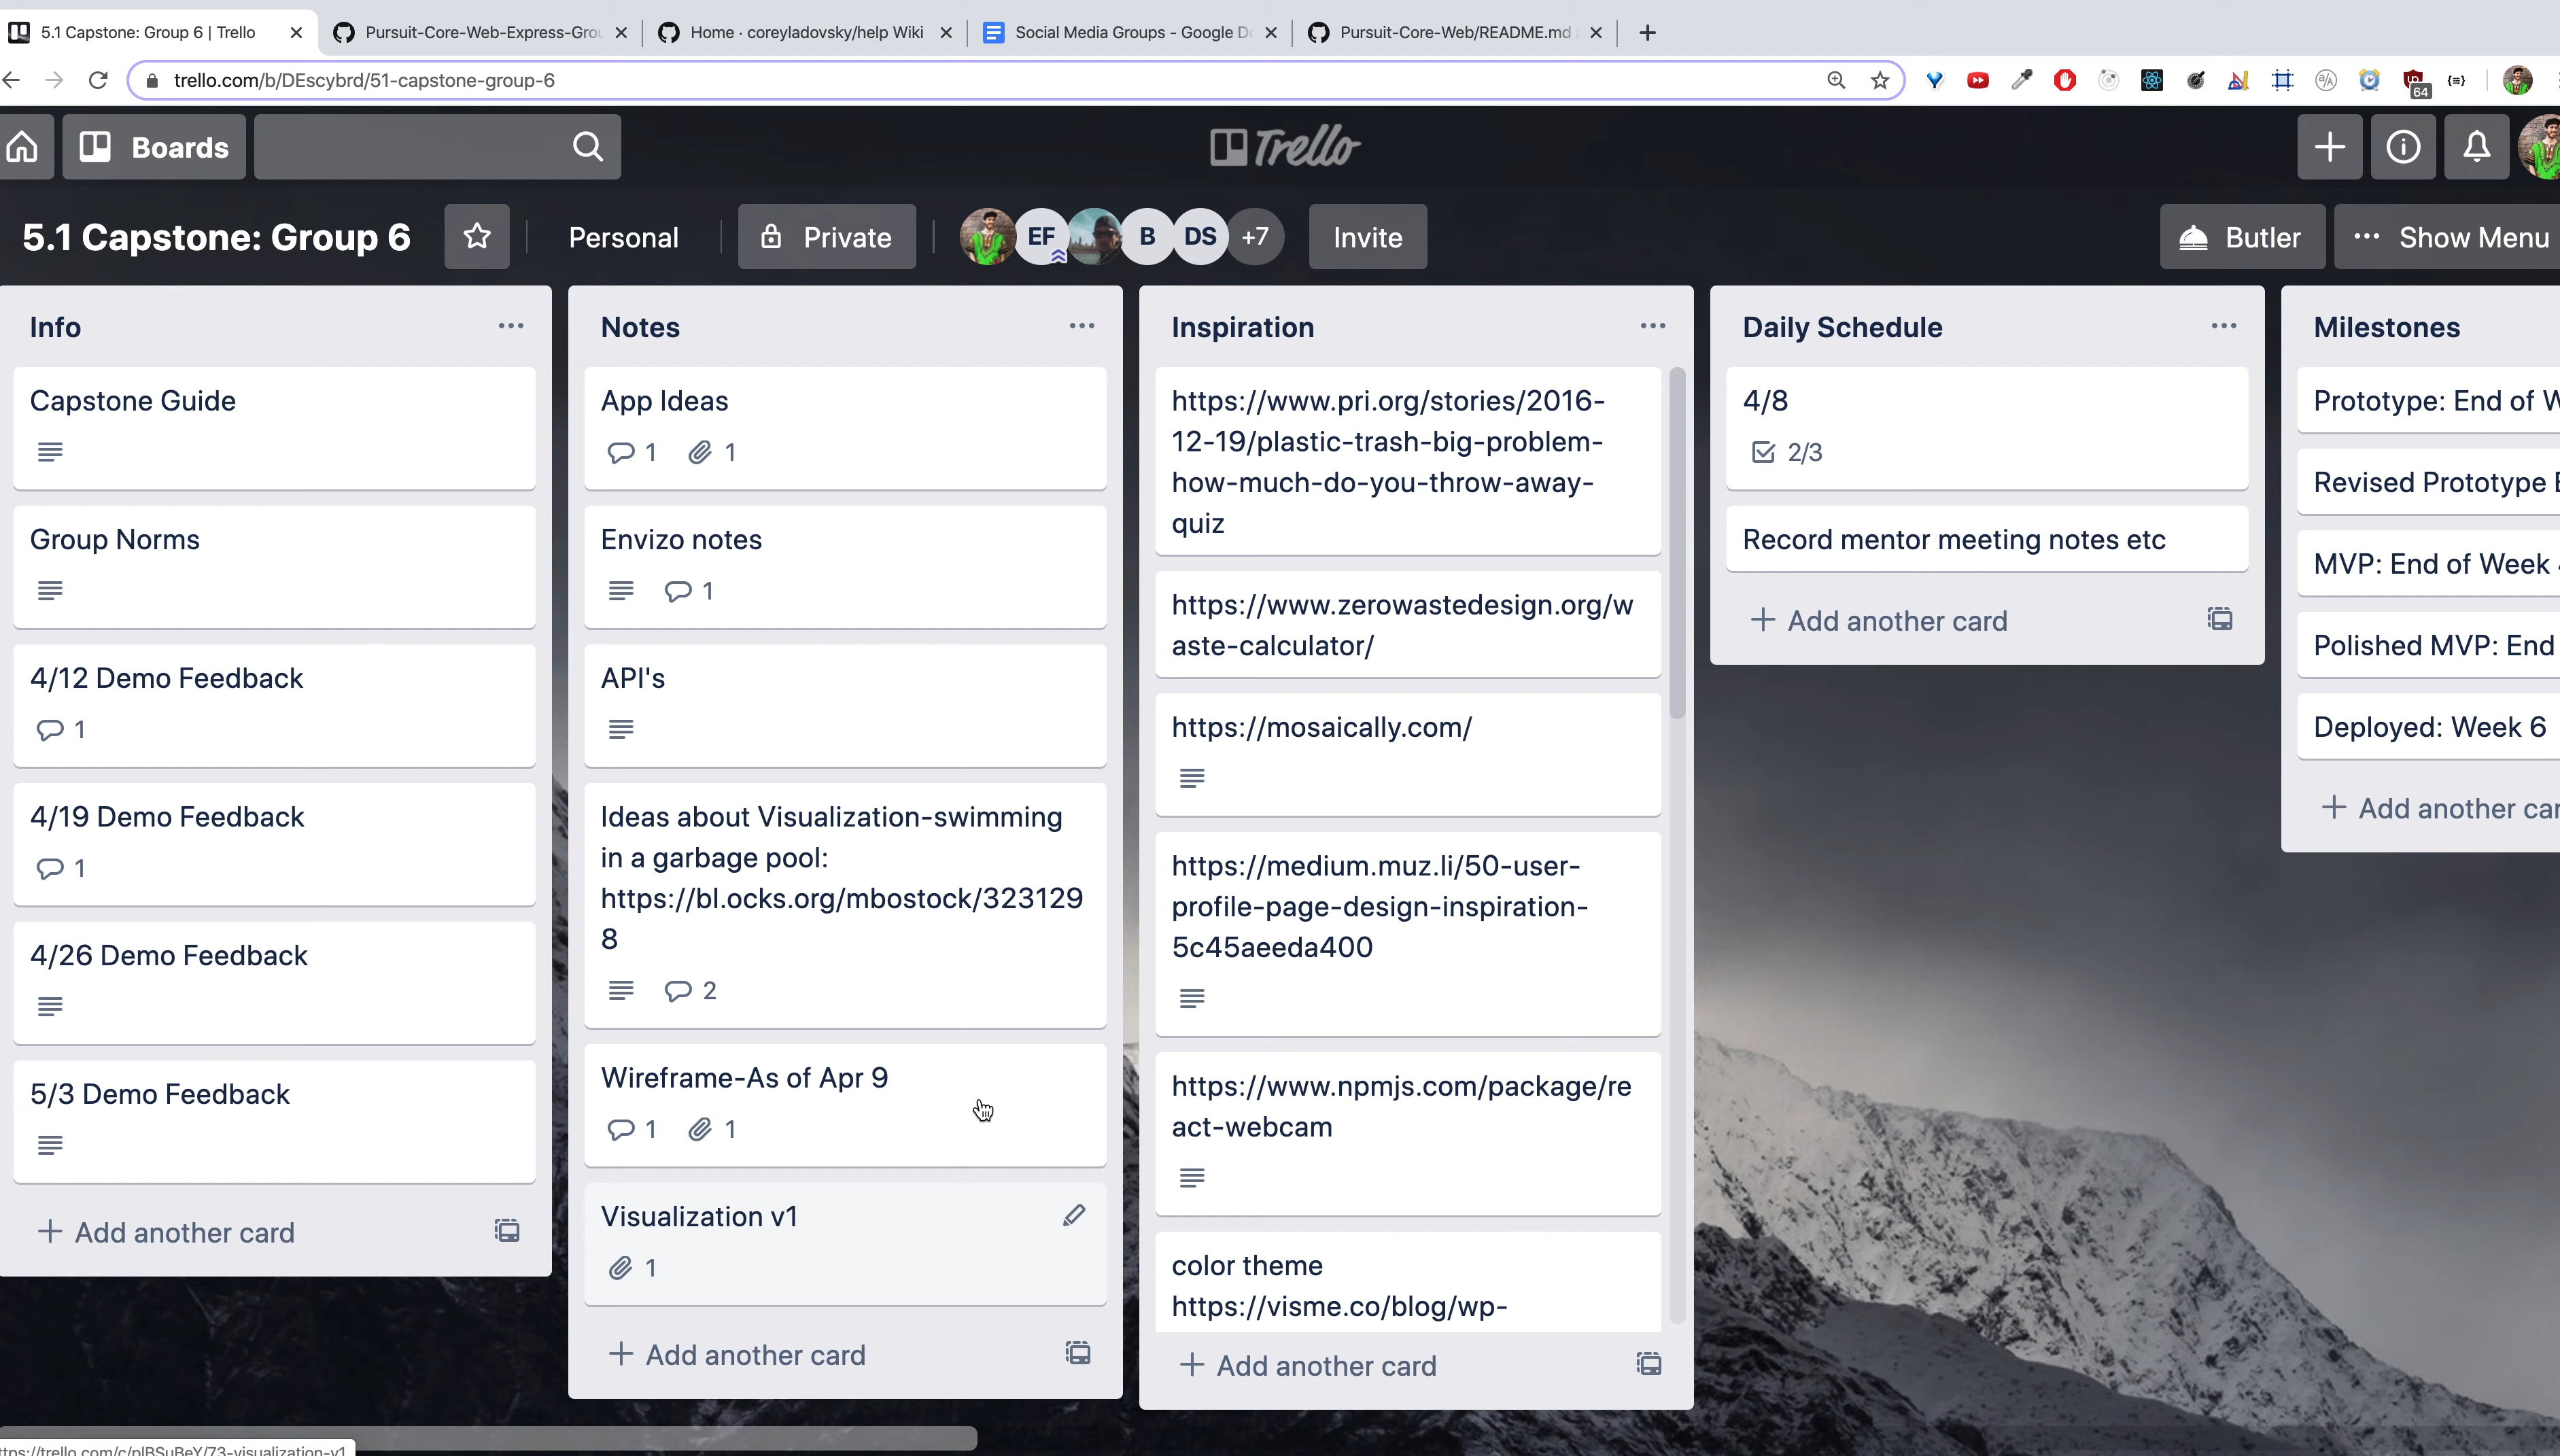 5.1 Capstone: Group 6 | Trello
Pursuit-Core-Web-Express-Grou
Home · coreyladovsky/help Wiki
Social Media Groups - Google D
Pursuit-Core-Web/README.md
trello.com/b/DEscybrd/51-capstone-group-6
64
Boards
Trello
5.1 Capstone: Group 6
Personal
Private
EF
B
DS
+7
Invite
Butler
Show Menu
Info
Capstone Guide
Group Norms
4/12 Demo Feedback
1
4/19 Demo Feedback
1
4/26 Demo Feedback
5/3 Demo Feedback
+ Add another card
Notes
App Ideas
1 1
Envizo notes
1
API's
Ideas about Visualization-swimming
in a garbage pool:
https://bl.ocks.org/mbostock/323129
8
2
Wireframe-As of Apr 9
1 1
Visualization v1
1
+ Add another card
Inspiration
https://www.pri.org/stories/2016-
12-19/plastic-trash-big-problem-
how-much-do-you-throw-away-
quiz
https://www.zerowastedesign.org/w
aste-calculator/
https://mosaically.com/
https://medium.muz.li/50-user-
profile-page-design-inspiration-
5c45aeeda400
https://www.npmjs.com/package/re
act-webcam
color theme
https://visme.co/blog/wp-
+ Add another card
Daily Schedule
4/8
2/3
Record mentor meeting notes etc
+ Add another card
Milestones
Prototype: End of W
Revised Prototype E
MVP: End of Week
Polished MVP: End
Deployed: Week 6
+ Add another car
ttps://trello.com/c/plBSuBeY/73-visualization-v1